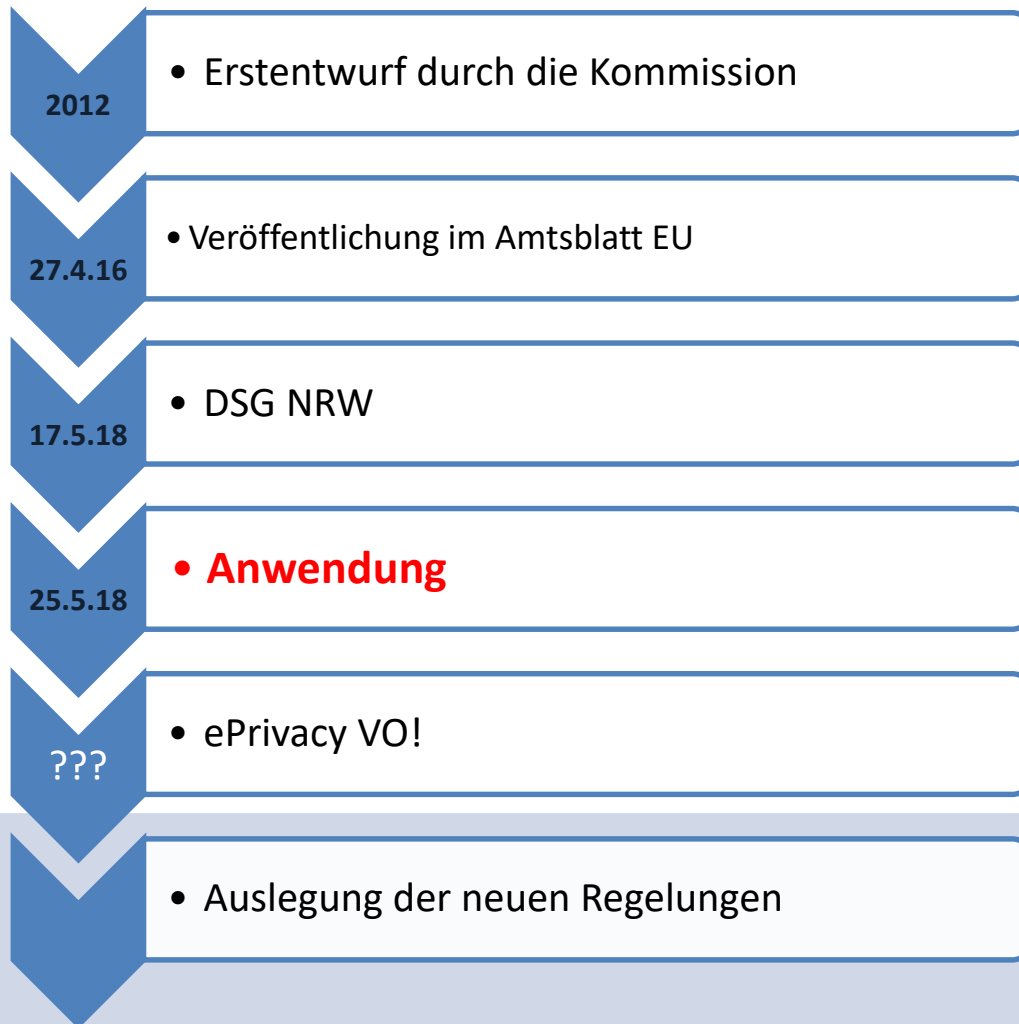 2012
• Erstentwurf durch die Kommission
27.4.16
• Veröffentlichung im Amtsblatt EU
17.5.18
• DSG NRW
25.5.18
• Anwendung
???
• ePrivacy VO!
• Auslegung der neuen Regelungen